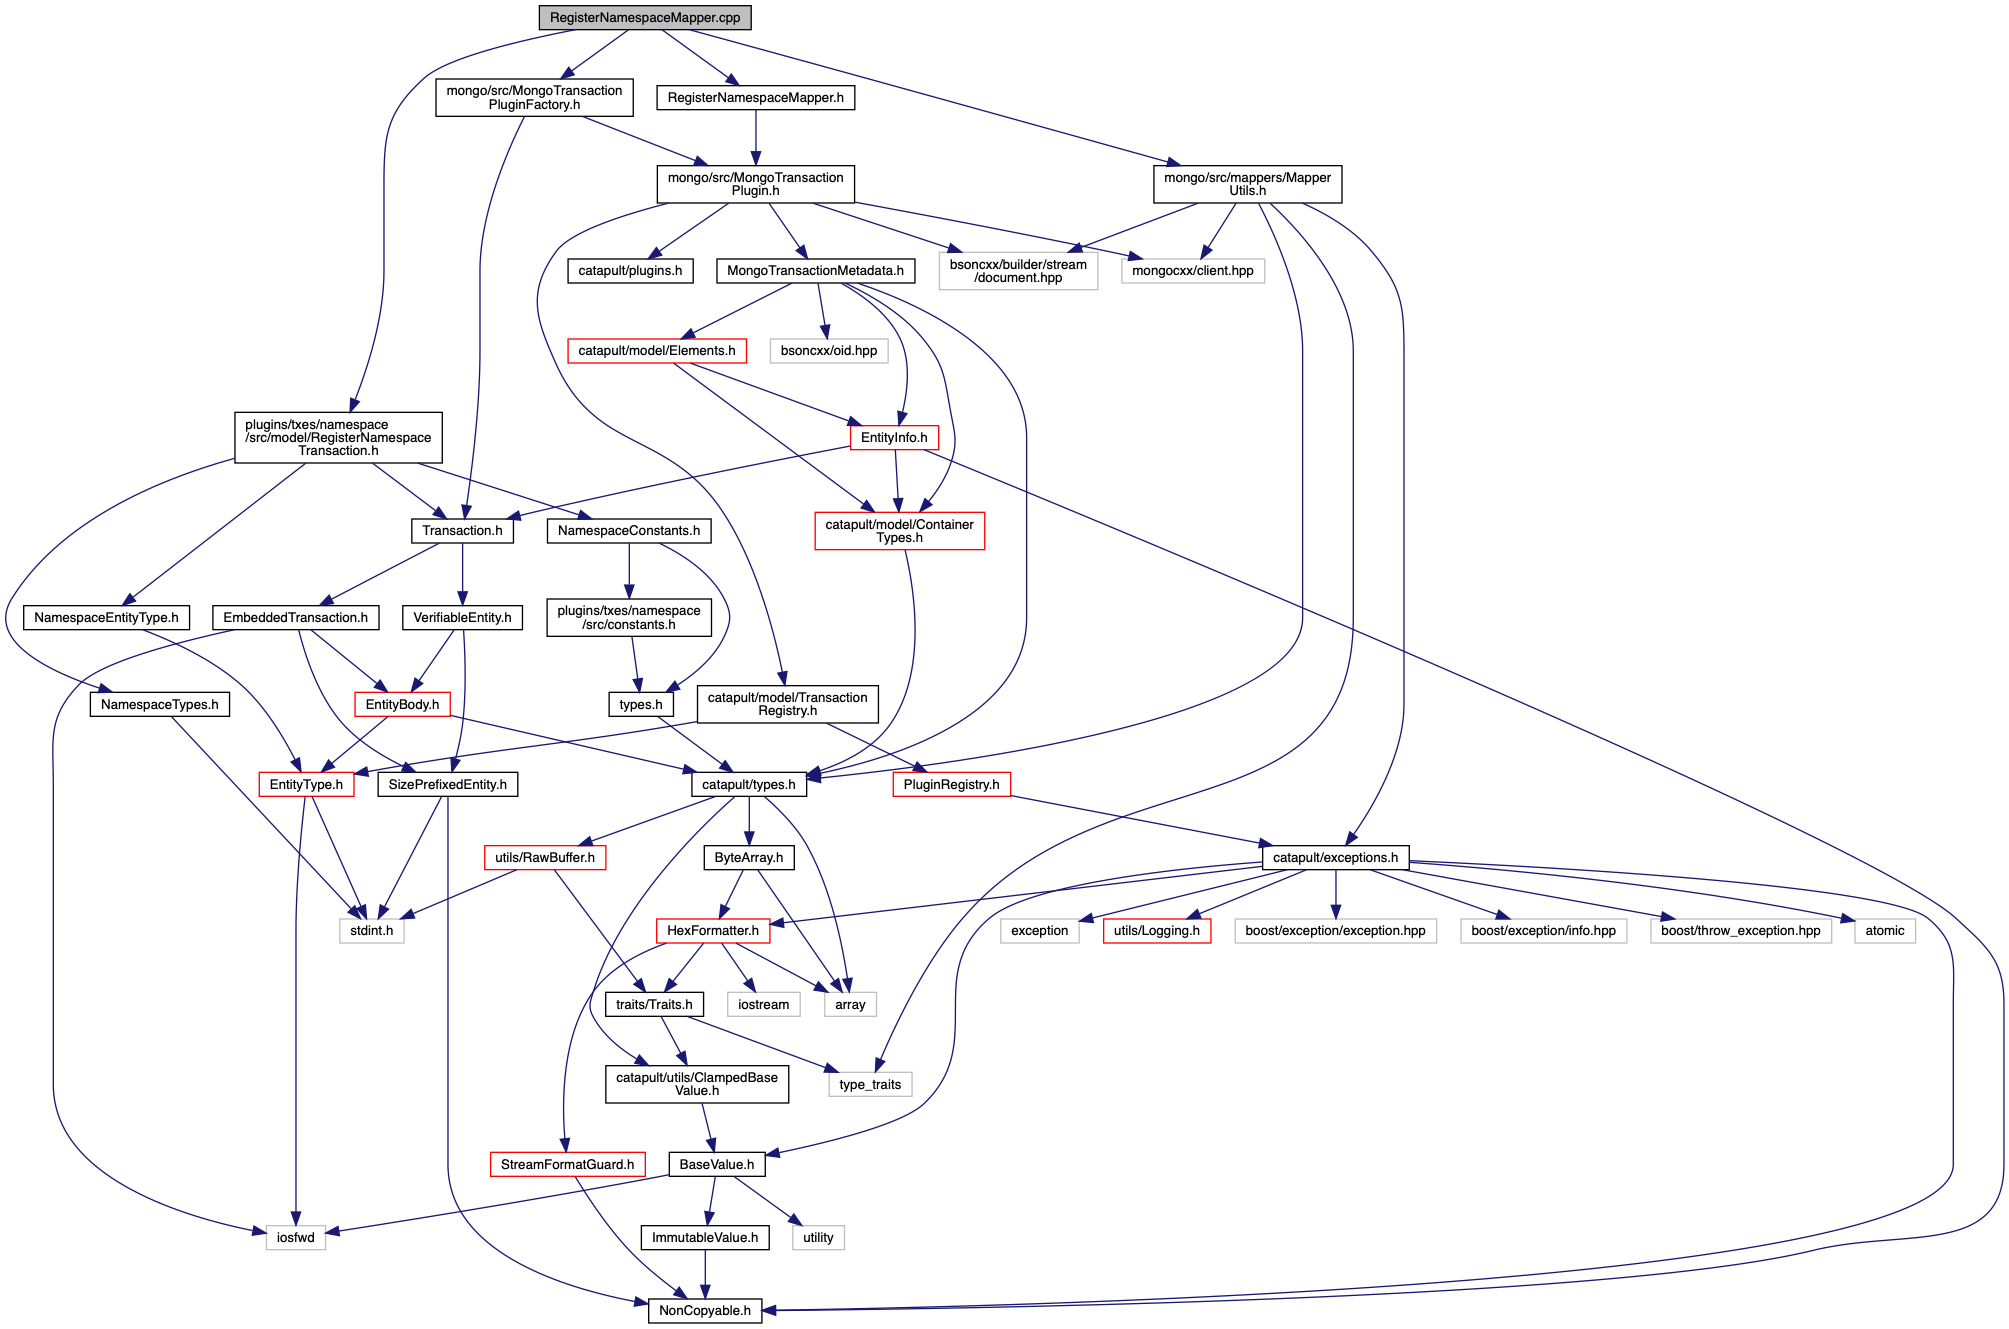 RegisterNamespaceMapper.cpp
mongo/src/MongoTransaction
PluginFactory.h
RegisterNamespaceMapper.h
mongo/src/MongoTransaction
Plugin.h
mongo/src/mappers/Mapper
Utils.h
catapult/plugins.h
MongoTransactionMetadata.h
bsoncxx/builder/stream
/document.hpp
mongocxx/client.hpp
catapult/model/Elements.h
bsoncxx/oid.hpp
plugins/txes/namespace
/src/model/RegisterNamespace
Transaction.h
EntityInfo.h
Transaction.h
NamespaceConstants.h
catapult/model/Container
Types.h
NamespaceEntityType.h
EmbeddedTransaction.h
VerifiableEntity.h
plugins/txes/namespace
/src/constants.h
NamespaceTypes.h
EntityBody.h
types.h
catapult/model/Transaction
Registry.h
EntityType.h
SizePrefixedEntity.h
catapult/types.h
PluginRegistry.h
utils/RawBuffer.h
ByteArray.h
catapult/exceptions.h
stdint.h
HexFormatter.h
exception
utils/Logging.h
boost/exception/exception.hpp
boost/exception/info.hpp
boost/throw_exception.hpp
atomic
traits/Traits.h
iostream
array
catapult/utils/ClampedBase
Value.h
type_traits
StreamFormatGuard.h
BaseValue.h
iosfwd
ImmutableValue.h
utility
NonCopyable.h